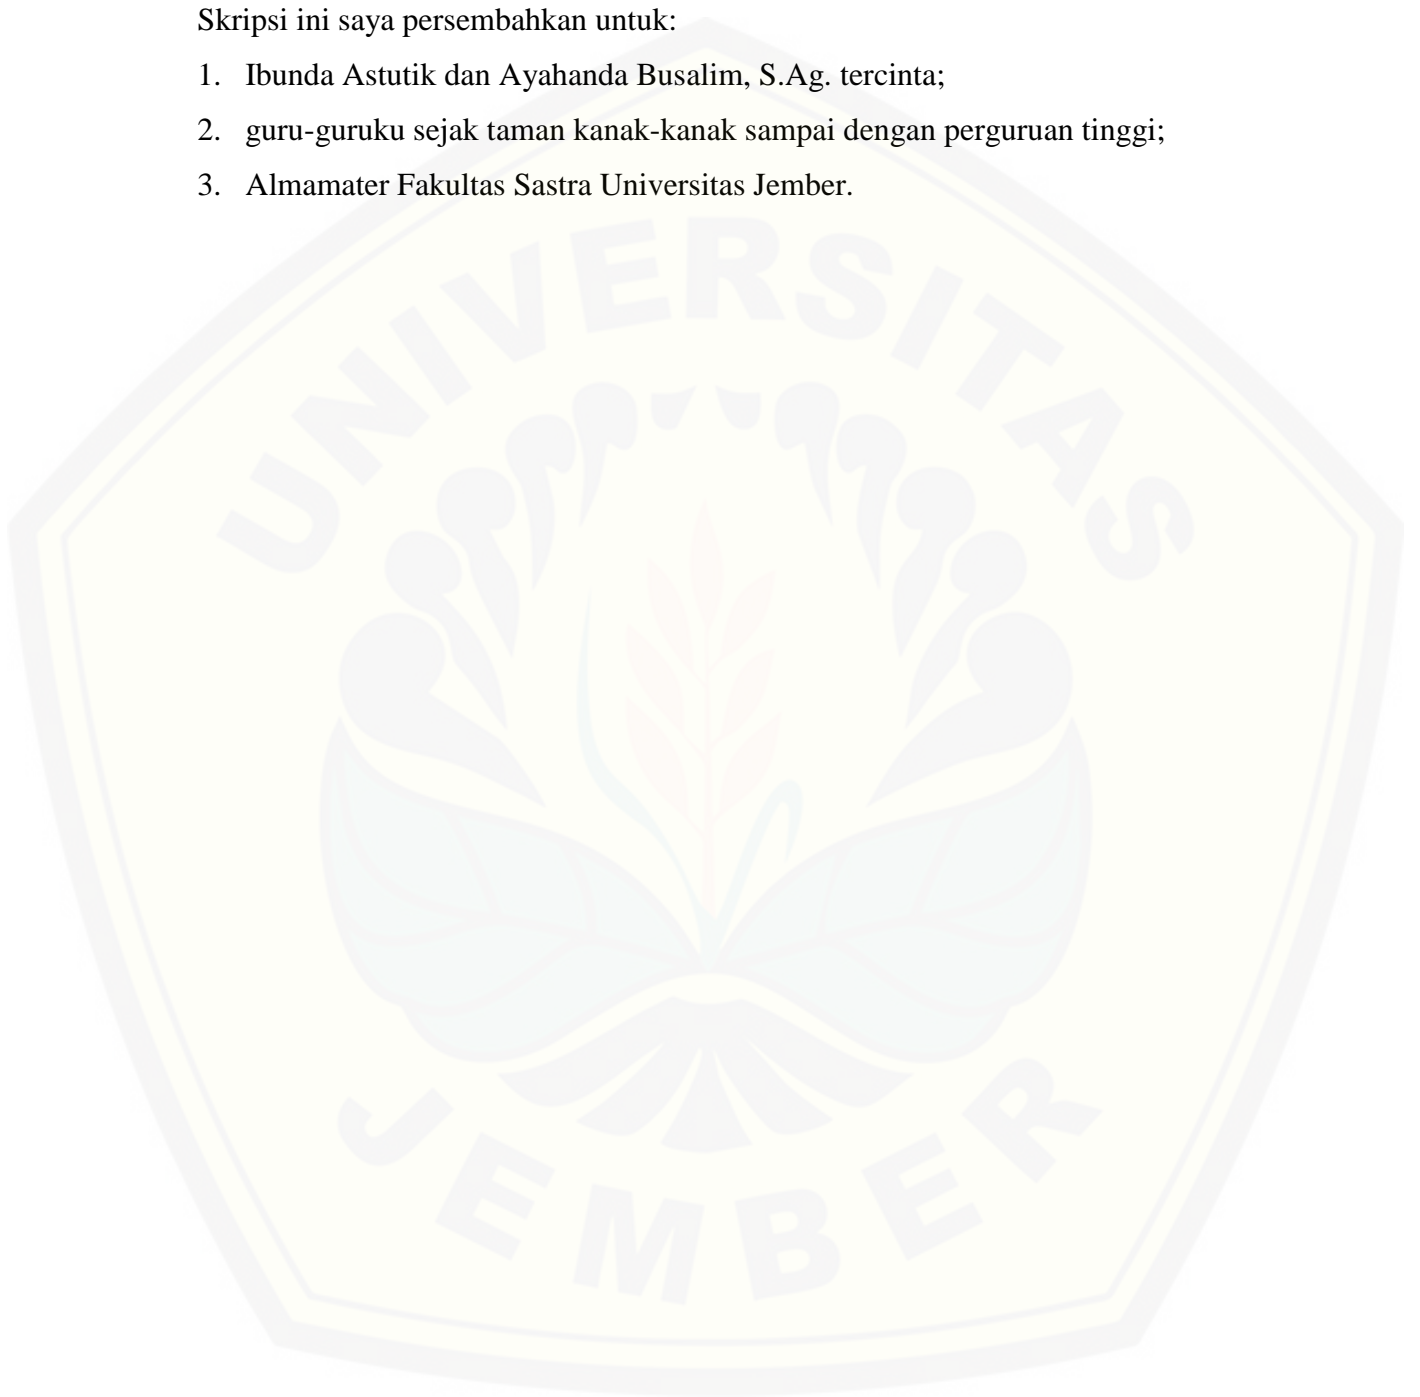 Skripsi ini saya persembahkan untuk:
1. Ibunda Astutik dan Ayahanda Busalim, S.Ag. tercinta;
2. guru-guruku sejak taman kanak-kanak sampai dengan perguruan tinggi;
3. Almamater Fakultas Sastra Universitas Jember.
UNIVERSITAS
JEMBER